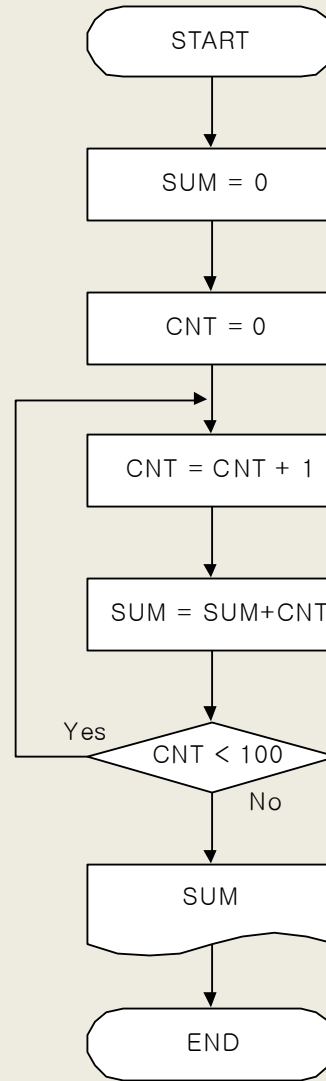 START
SUM = 0
CNT = 0
CNT = CNT + 1
SUM = SUM+CNT
Yes
CNT < 100
No
SUM
END